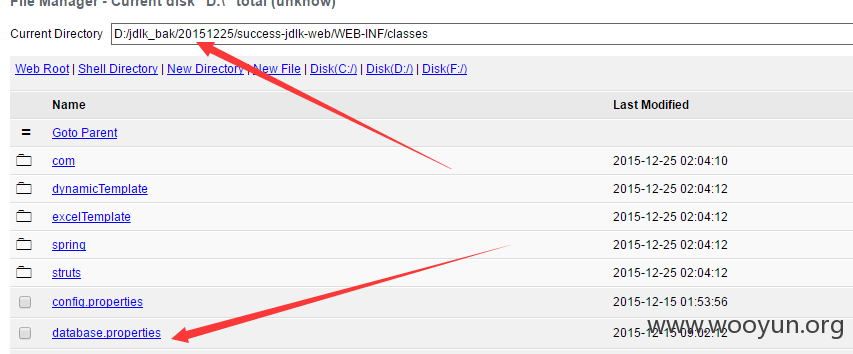 File Manager - Current disk "D:\" total (unknow)
Current Directory D:/jdlk_bak/20151225/success-jdlk-web/WEB-INF/classes
Web Root | Shell Directory | New Directory | New File | Disk(C:/) | Disk(D:/) | Disk(F:/)
Name Last Modified
= Goto Parent
com 2015-12-25 02:04:10
dynamicTemplate 2015-12-25 02:04:12
excelTemplate 2015-12-25 02:04:12
spring 2015-12-25 02:04:12
struts 2015-12-25 02:04:12
config.properties 2015-12-15 01:53:56
database.properties 2015-12-15 09:02:12
www.wooyun.org